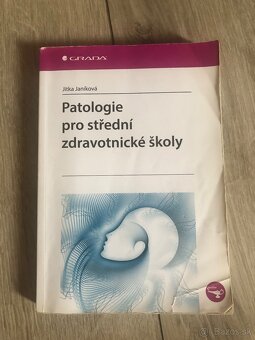 GRADA
Jitka Janíková
Patologie
pro střední
zdravotnické školy